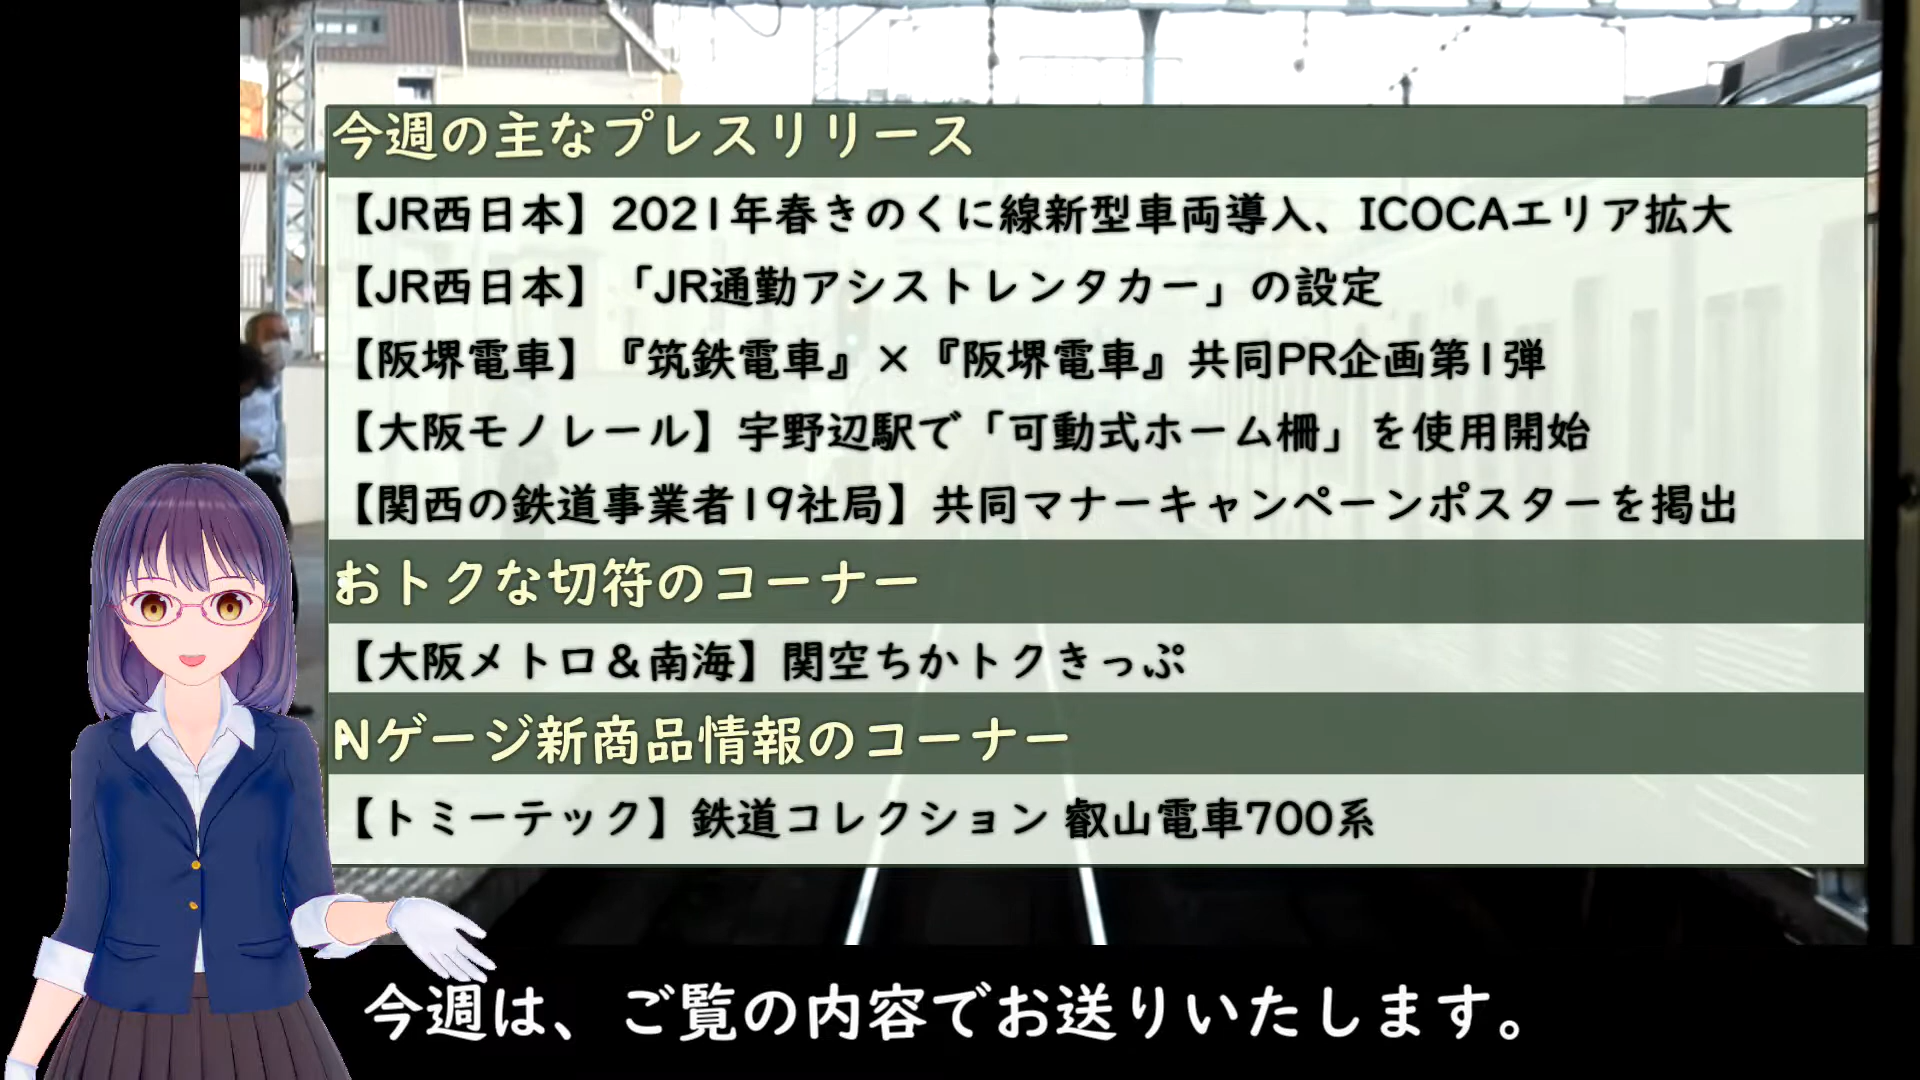 今週の主なプレスリリース
【JR西日本】2021年春きのくに線新型車両導入、ICOCAエリア拡大
【JR西日本】「JR通勤アシストレンタカー」の設定
【阪堺電車】『筑鉄電車』×『阪堺電車』共同PR企画第1弾
【大阪モノレール】宇野辺駅で「可動式ホーム柵」を使用開始
【関西の鉄道事業者19社局】共同マナーキャンペーンポスターを掲出
おトクな切符のコーナー
【大阪メトロ＆南海】関空ちかトクきっぷ
Nゲージ新商品情報のコーナー
【トミーテック】鉄道コレクション 叡山電車700系
今週は、ご覧の内容でお送りいたします。